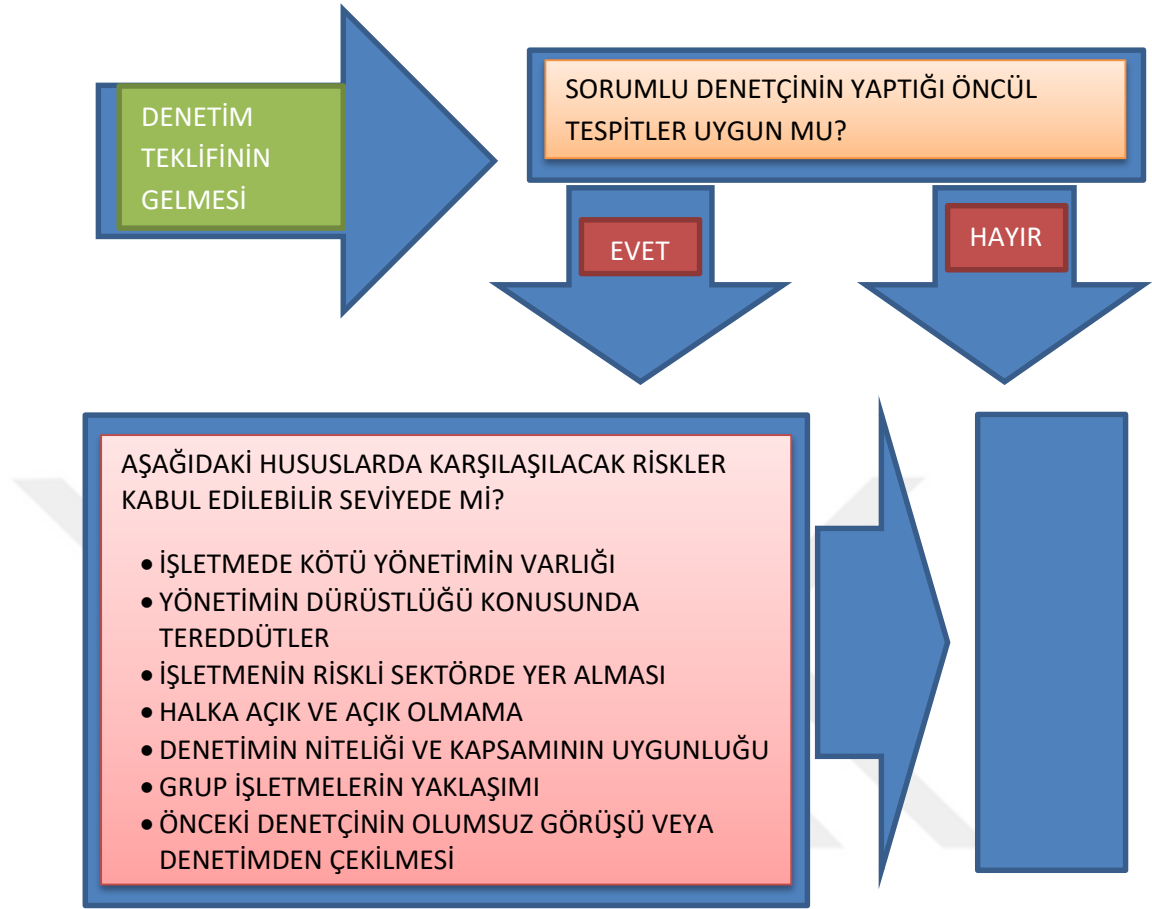 DENETİM
TEKLİFİNİN
GELMESİ
SORUMLU DENETÇİNİN YAPTIĞI ÖNCÜL
TESPİTLER UYGUN MU?
EVET
HAYIR
AŞAĞIDAKİ HUSUSLARDA KARŞILAŞILACAK RİSKLER
KABUL EDİLEBİLİR SEVİYEDE Mİ?
• İŞLETMEDE KÖTÜ YÖNETİMİN VARLIĞI
• YÖNETİMİN DÜRÜSTLÜĞÜ KONUSUNDA
TEREDDÜTLER
• İŞLETMENİN RİSKLİ SEKTÖRDE YER ALMASI
• HALKA AÇIK VE AÇIK OLMAMA
• DENETİMİN NİTELİĞİ VE KAPSAMININ UYGUNLUĞU
• GRUP İŞLETMELERİN YAKLAŞIMI
• ÖNCEKİ DENETÇİNİN OLUMSUZ GÖRÜŞÜ VEYA
DENETİMDEN ÇEKİLMESİ